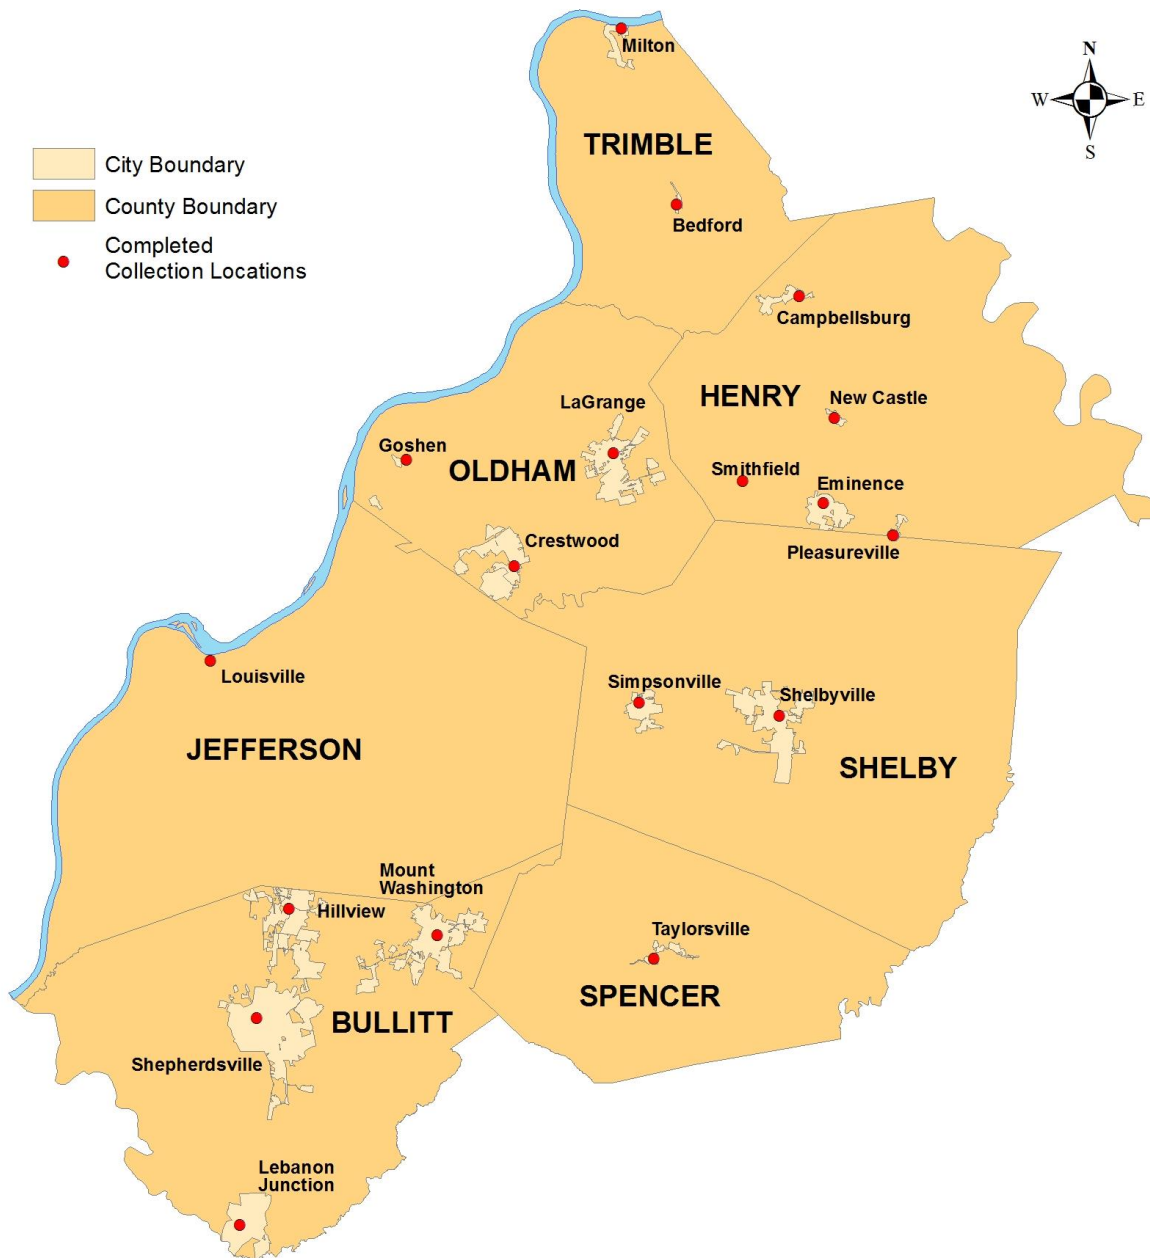 Milton
N
W
E
S
TRIMBLE
City Boundary
County Boundary
Completed
Collection Locations
Bedford
Campbellsburg
HENRY
New Castle
LaGrange
Goshen
OLDHAM
Smithfield
Eminence
Crestwood
Pleasureville
Louisville
Simpsonville
Shelbyville
JEFFERSON
SHELBY
Mount
Washington
Hillview
Taylorsville
SPENCER
BULLITT
Shepherdsville
Lebanon
Junction